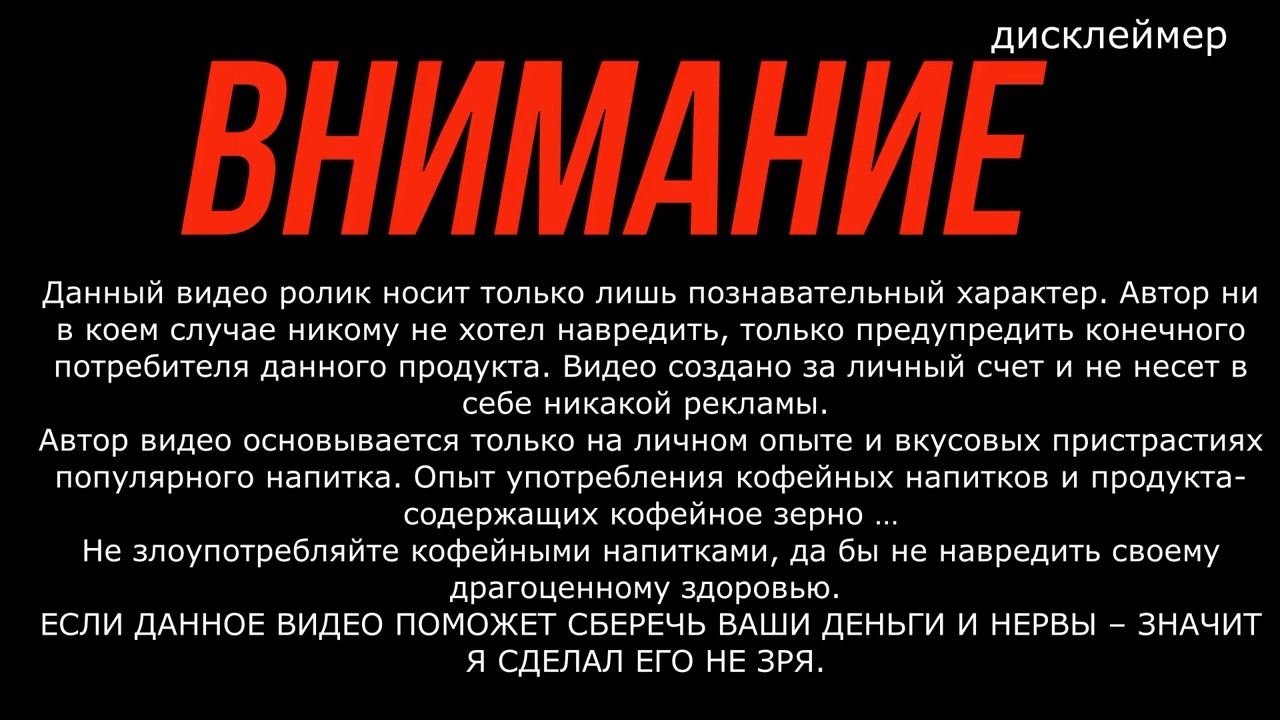 дисклеймер
ВНИМАНИЕ
Данный видео ролик носит только лишь познавательный характер. Автор ни
в коем случае никому не хотел навредить, только предупредить конечного
потребителя данного продукта. Видео создано за личный счет и не несет в
себе никакой рекламы.
Автор видео основывается только на личном опыте и вкусовых пристрастиях
популярного напитка. Опыт употребления кофейных напитков и продукта-
содержащих кофейное зерно ...
Не злоупотребляйте кофейными напитками, да бы не навредить своему
драгоценному здоровью.
ЕСЛИ ДАННОЕ ВИДЕО ПОМОЖЕТ СБЕРЕЧЬ ВАШИ ДЕНЬГИ И НЕРВЫ – ЗНАЧИТ
Я СДЕЛАЛ ЕГО НЕ ЗРЯ.